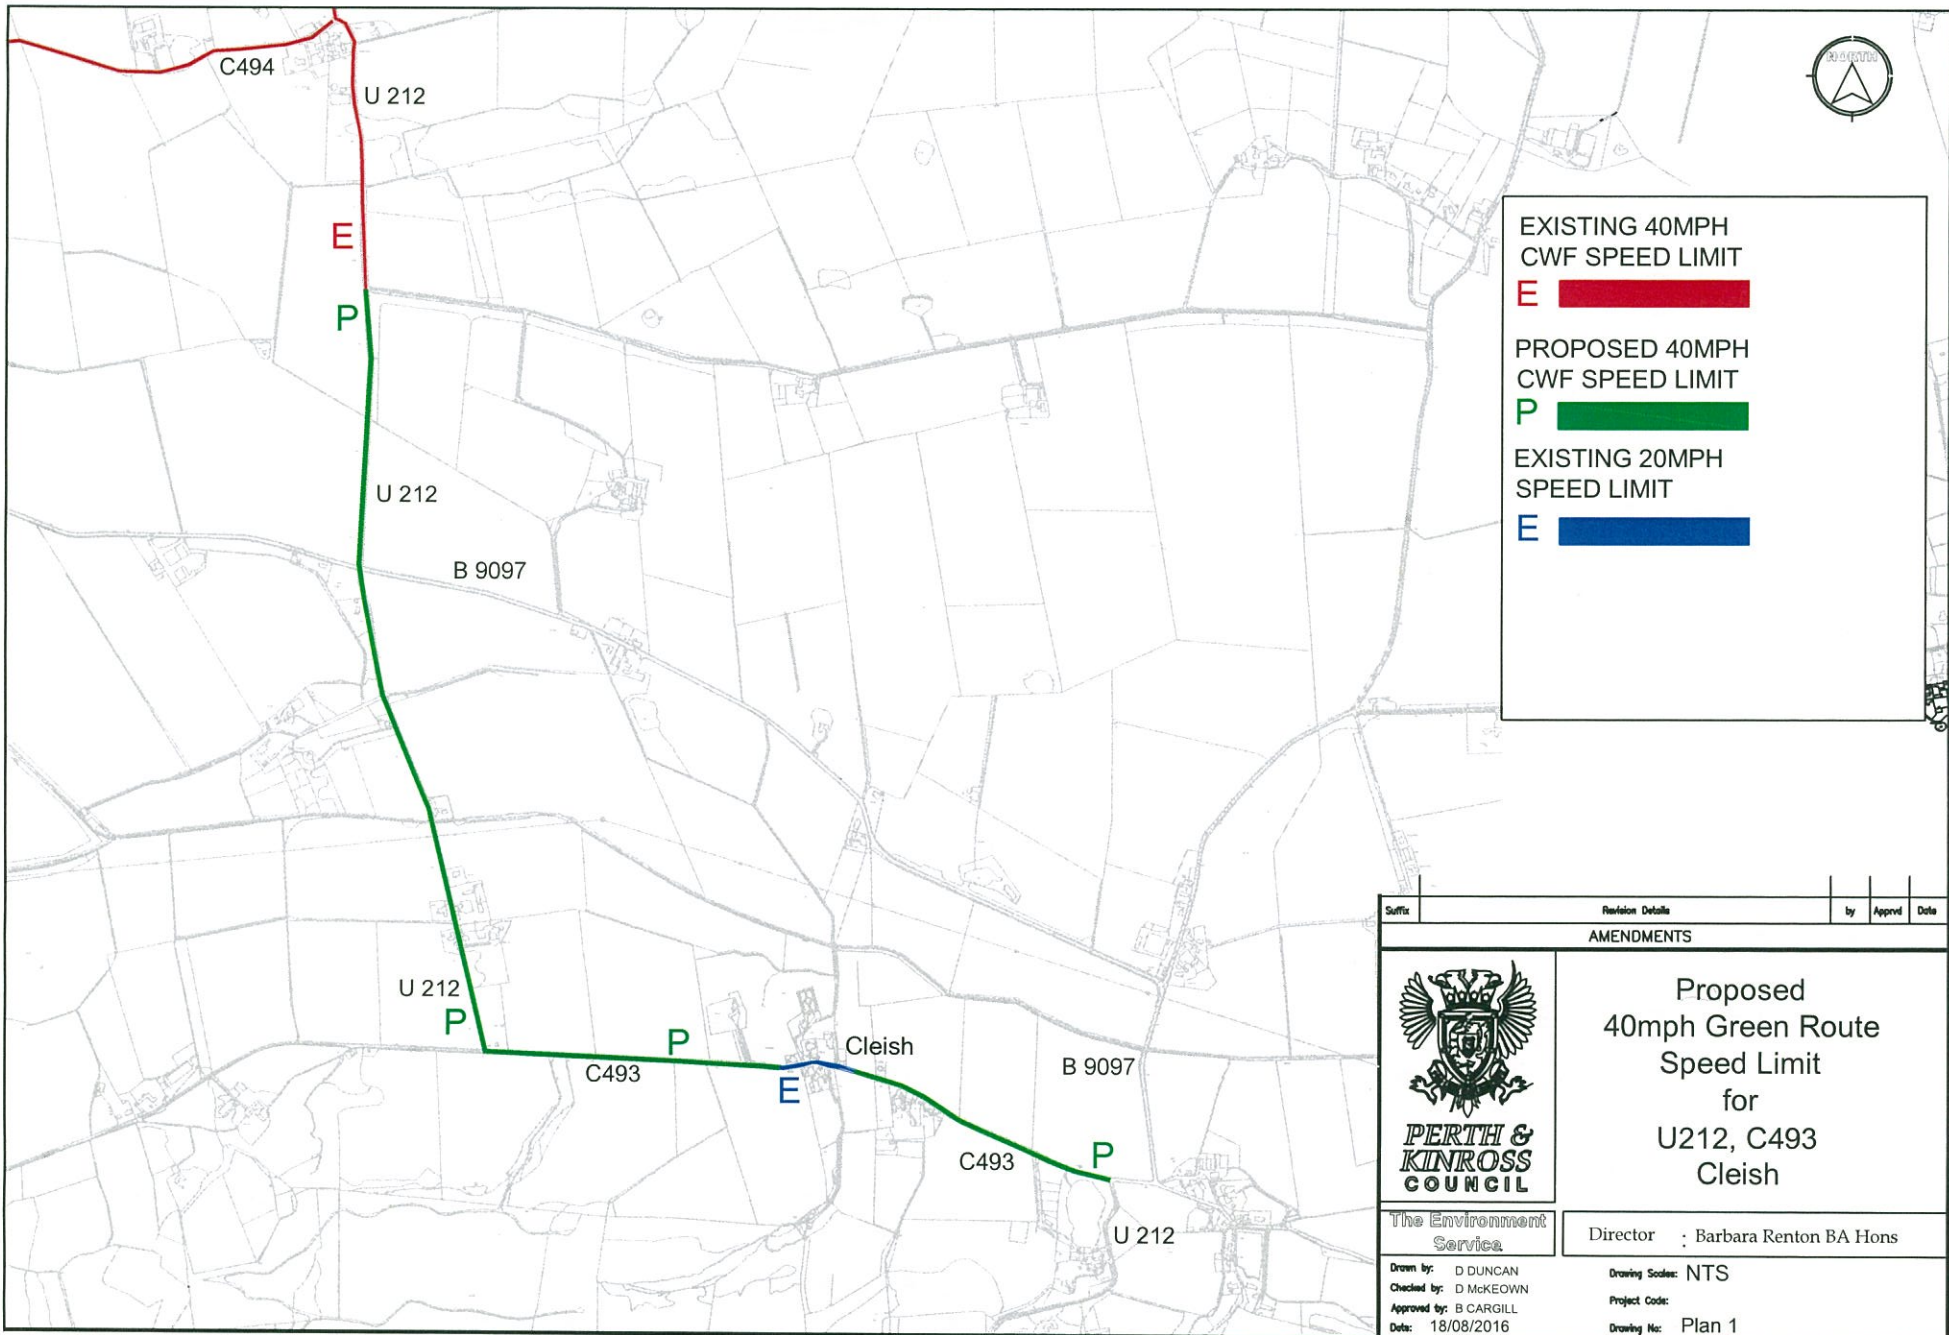 C494
U 212
NORTH
E
P
U 212
B 9097
U 212
P
P
C493
E
Cleish
C493
P
B 9097
U 212
EXISTING 40MPH
CWF SPEED LIMIT
E
PROPOSED 40MPH
CWF SPEED LIMIT
P
EXISTING 20MPH
SPEED LIMIT
E
Suffix Revision Details by Apprvd Date
AMENDMENTS
PERTH &
KINROSS
COUNCIL
Proposed
40mph Green Route
Speed Limit
for
U212, C493
Cleish
The Environment
Service
Director : Barbara Renton BA Hons
Drawn by: D DUNCAN
Checked by: D McKEOWN
Approved by: B CARGILL
Date: 18/08/2016
Drawing Scales: NTS
Project Code:
Drawing No: Plan 1